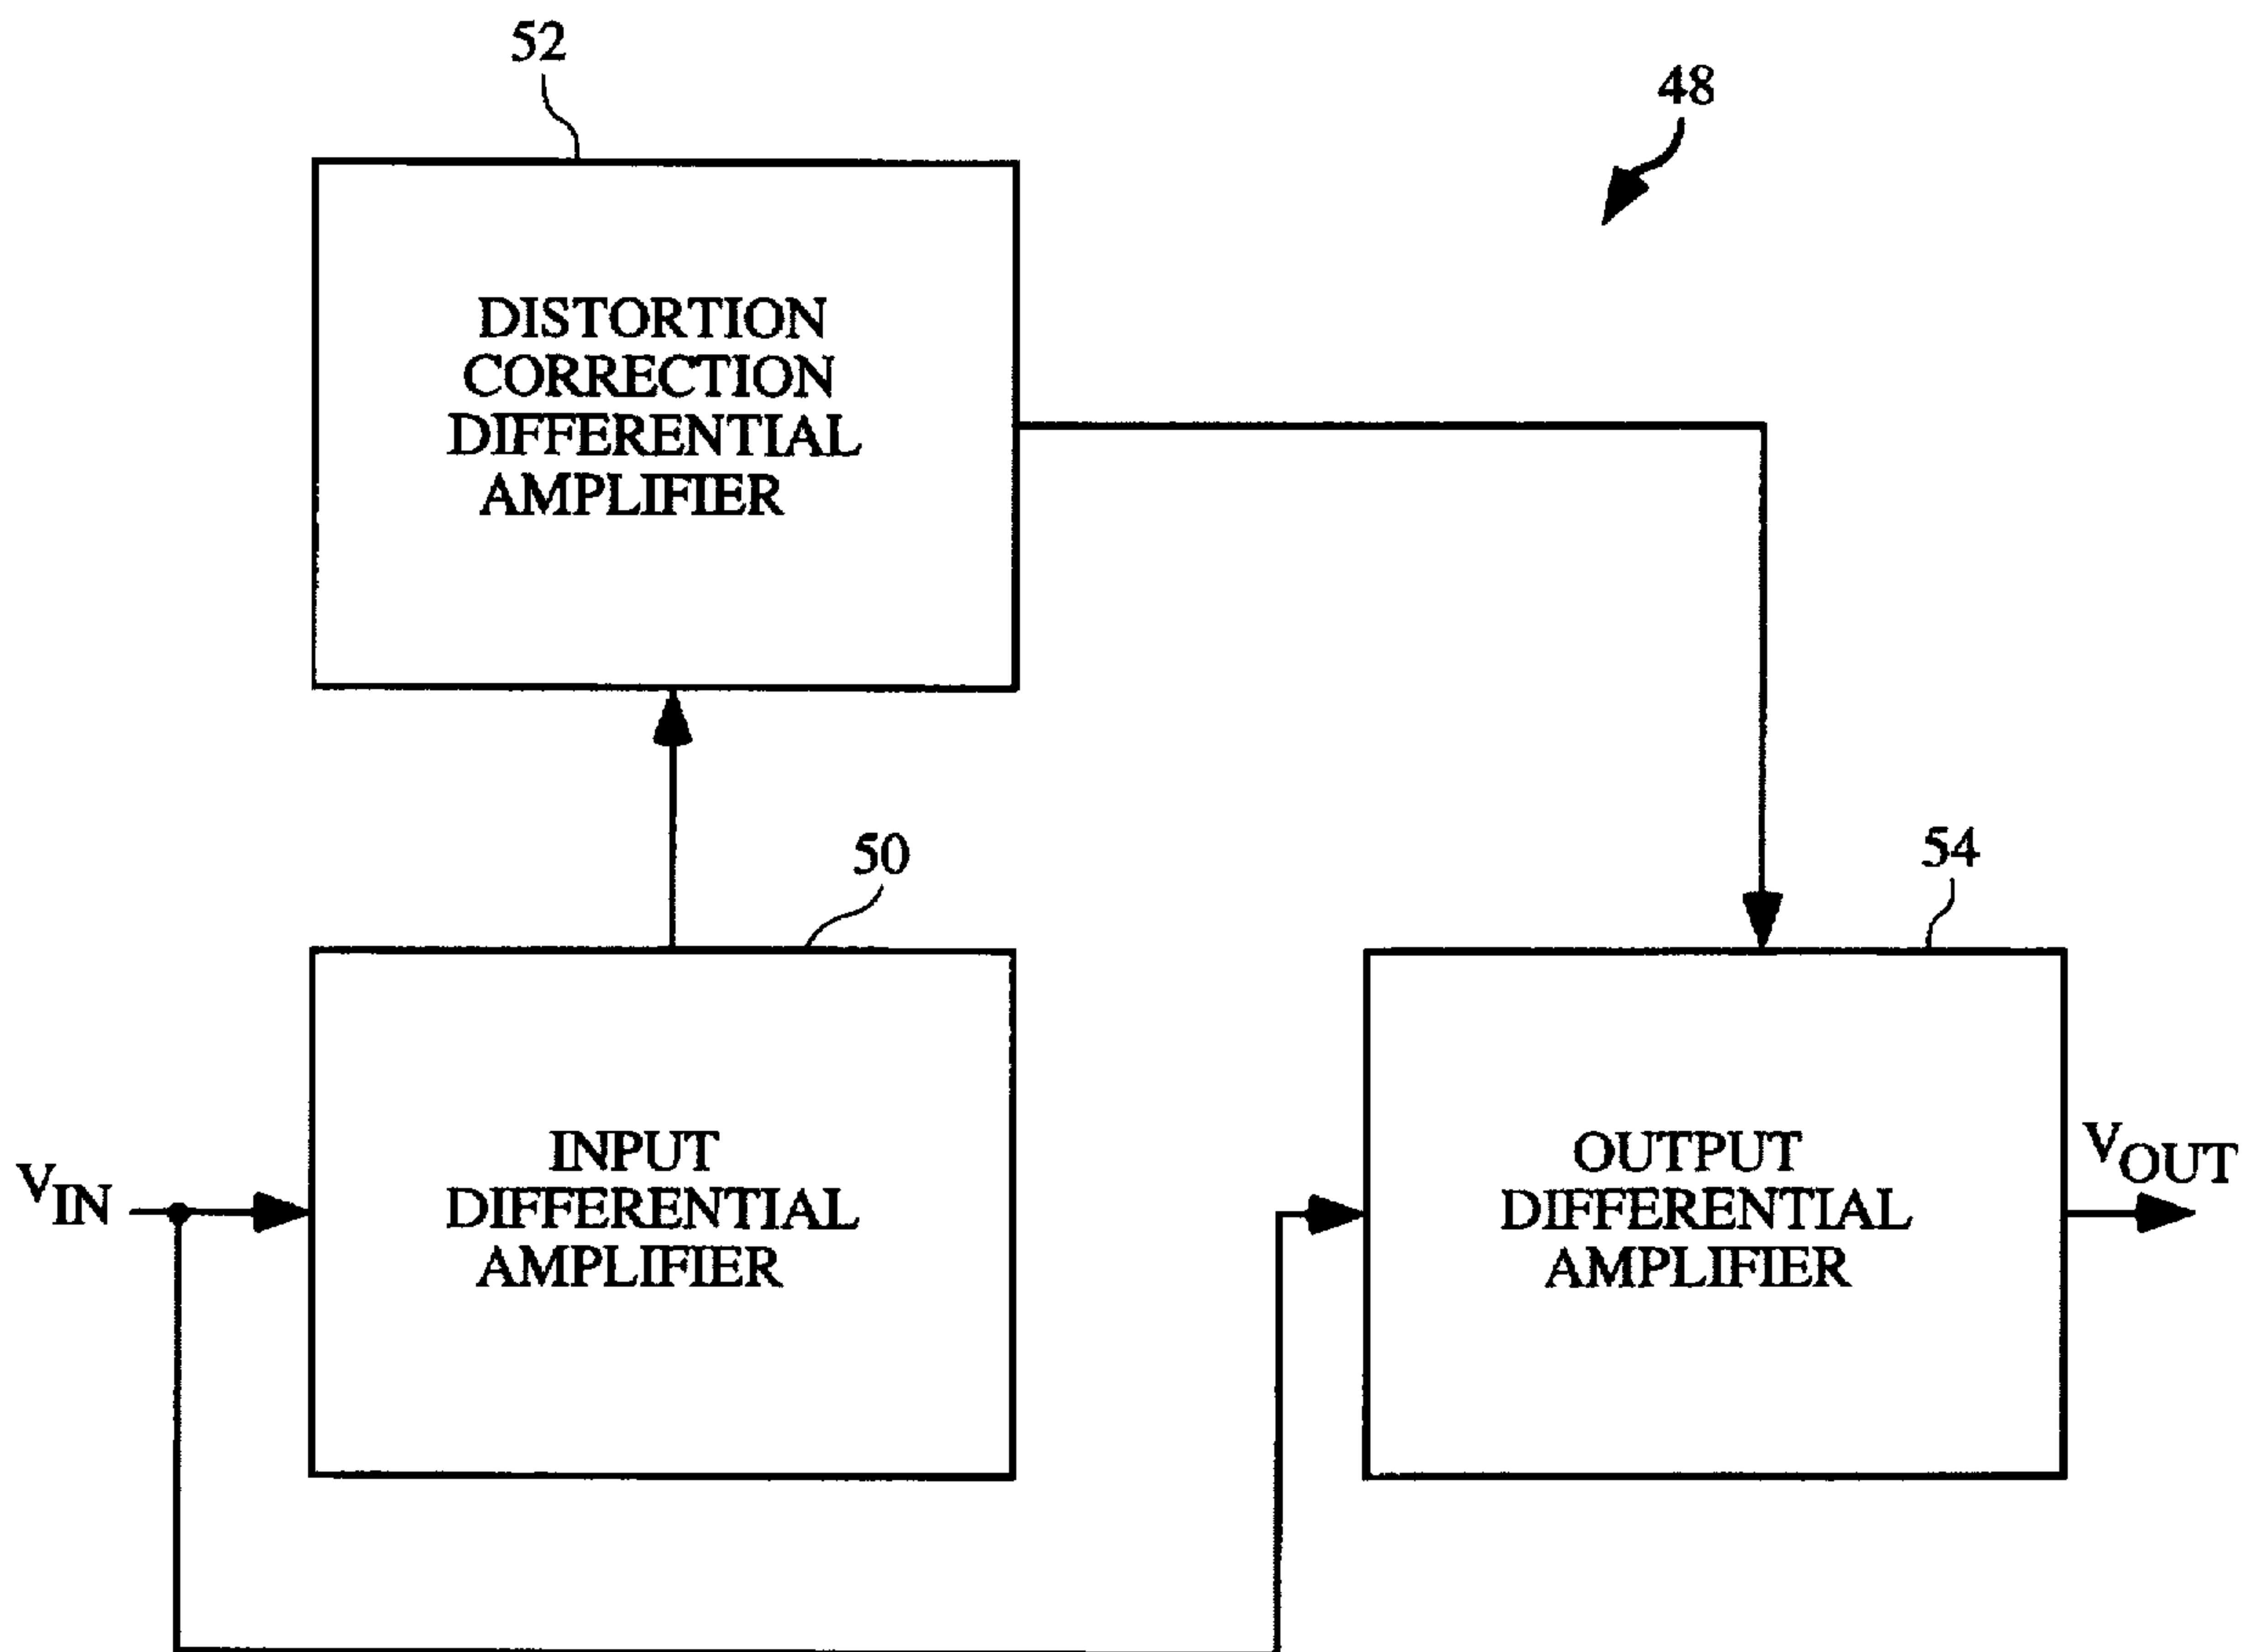 52
48
DISTORTION
CORRECTION
DIFFERENTIAL
AMPLIFIER
50
54
VIN
INPUT
DIFFERENTIAL
AMPLIFIER
OUTPUT
DIFFERENTIAL
AMPLIFIER
VOUT